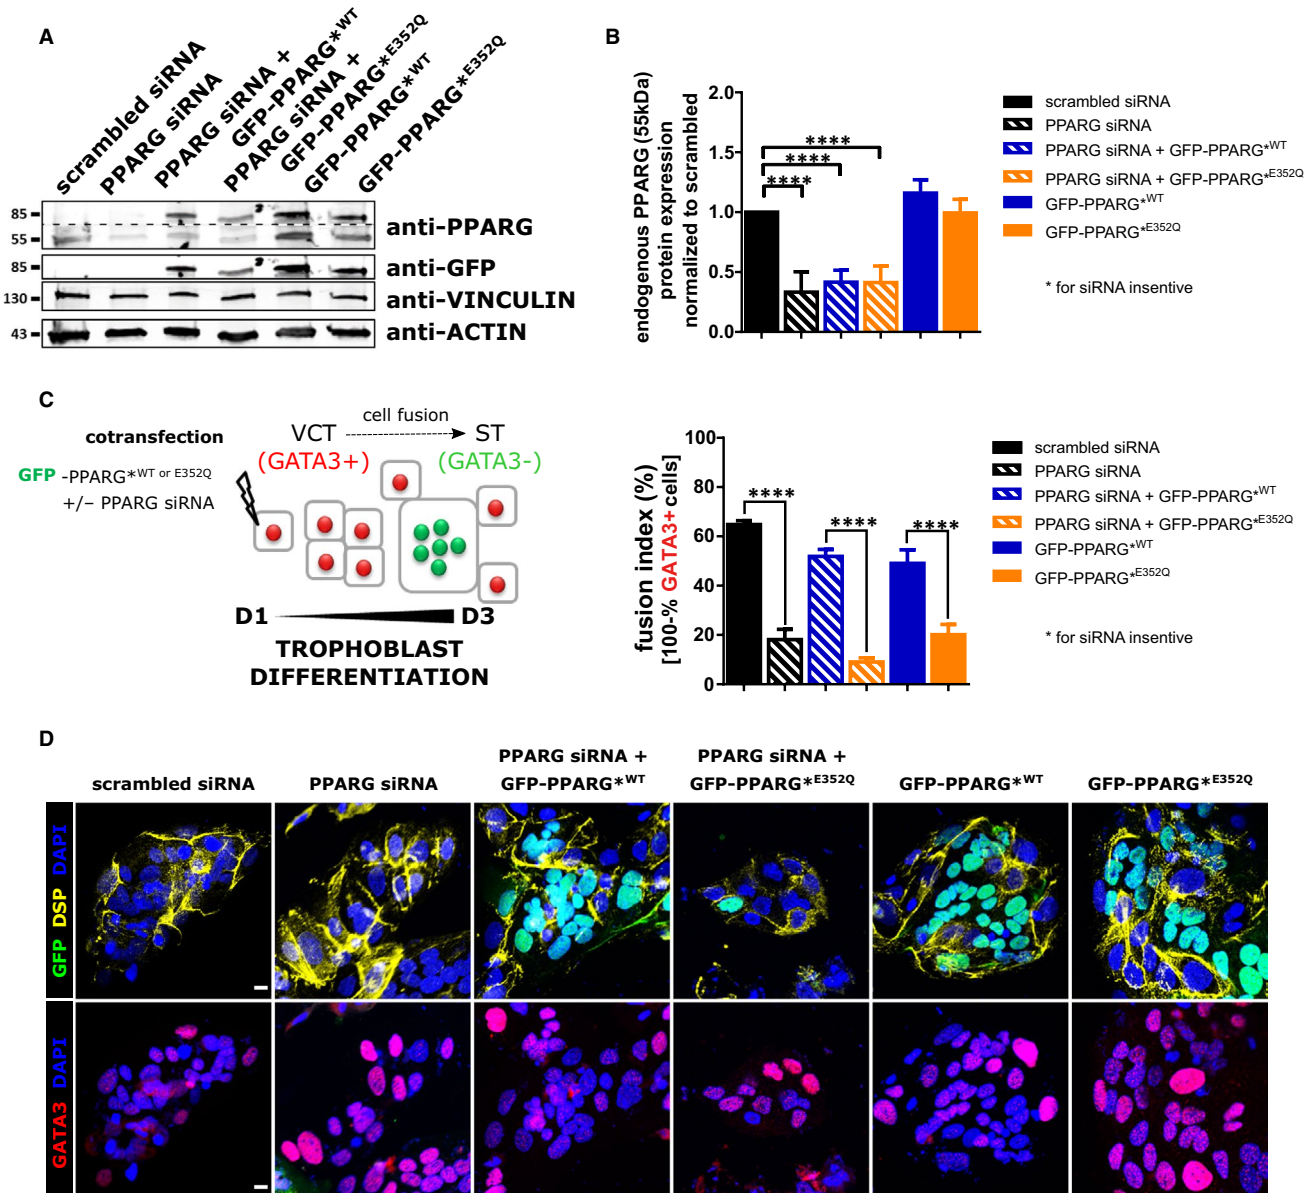 A
scrambled siRNA
PPARG siRNA
PPARG siRNA +
GFP-PPARG*WT
PPARG siRNA +
GFP-PPARG*E352Q
GFP-PPARG*WT
GFP-PPARG*E352Q
85
55
anti-PPARG
85
anti-GFP
130
anti-VINCULIN
43
anti-ACTIN
B
endogenous PPARG (55kDa)
protein expression
normalized to scrambled
2.0
1.5
1.0
0.5
0.0
****
****
****
scrambled siRNA
PPARG siRNA
PPARG siRNA + GFP-PPARG*WT
PPARG siRNA + GFP-PPARG*E352Q
GFP-PPARG*WT
GFP-PPARG*E352Q
* for siRNA insentive
C
cotransfection
GFP -PPARG*WT or E352Q
+/- PPARG siRNA
cell fusion
VCT ST
(GATA3+) (GATA3-)
D1 D3
TROPHOBLAST
DIFFERENTIATION
fusion index (%)
[100-% GATA3+ cells]
100
80
60
40
20
0
****
****
****
scrambled siRNA
PPARG siRNA
PPARG siRNA + GFP-PPARG*WT
PPARG siRNA + GFP-PPARG*E352Q
GFP-PPARG*WT
GFP-PPARG*E352Q
* for siRNA insentive
D
scrambled siRNA
PPARG siRNA
PPARG siRNA +
GFP-PPARG*WT
PPARG siRNA +
GFP-PPARG*E352Q
GFP-PPARG*WT
GFP-PPARG*E352Q
GFP DSP DAPI
GATA3 DAPI